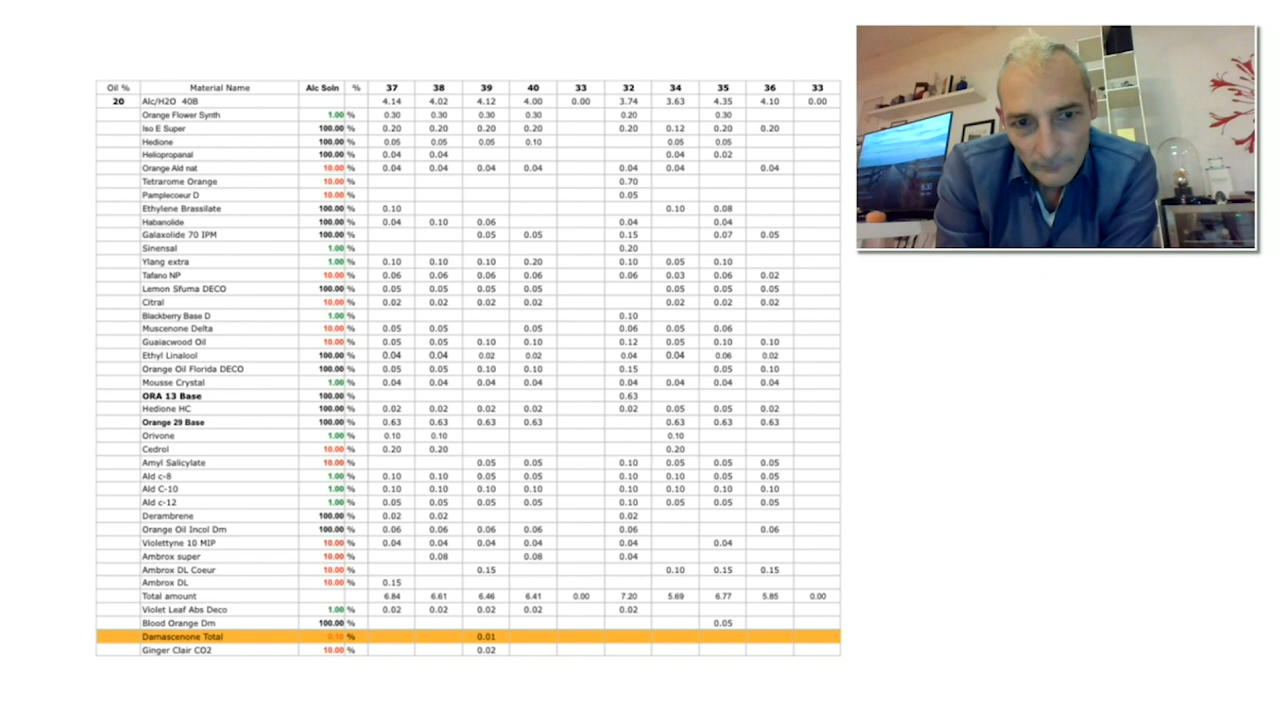 Oil % Material Name Alc Soln % 37 38 39 40 33 32 34 35 36 33
20 Alc/H2O 40B 4.14 4.02 4.12 4.00 0.00 3.74 3.63 4.35 4.10 0.00
Orange Flower Synth 1.00 % 0.30 0.30 0.30 0.30 0.20 0.30
Iso E Super 100.00 % 0.20 0.20 0.20 0.20 0.20 0.12 0.20 0.20
Hedione 100.00 % 0.05 0.05 0.05 0.10 0.05 0.05
Heliopropanal 100.00 % 0.04 0.04 0.04 0.02
Orange Ald nat 10.00 % 0.04 0.04 0.04 0.04 0.04 0.04 0.04
Tetrarome Orange 10.00 % 0.70
Pamplecoeur D 10.00 % 0.05
Ethylene Brassilate 100.00 % 0.10 0.10 0.08
Habanolide 100.00 % 0.04 0.10 0.06 0.04 0.04
Galaxolide 70 IPM 100.00 % 0.05 0.05 0.15 0.07 0.05
Sinensal 1.00 % 0.20
Ylang extra 1.00 % 0.10 0.10 0.10 0.20 0.10 0.05 0.10
Tafano NP 10.00 % 0.06 0.06 0.06 0.06 0.06 0.03 0.06 0.02
Lemon Sfuma DECO 100.00 % 0.05 0.05 0.05 0.05 0.05 0.05 0.05
Citral 10.00 % 0.02 0.02 0.02 0.02 0.02 0.02 0.02
Blackberry Base D 1.00 % 0.10
Muscenone Delta 10.00 % 0.05 0.05 0.05 0.06 0.05 0.06
Guaiacwood Oil 10.00 % 0.05 0.05 0.10 0.10 0.12 0.05 0.10 0.10
Ethyl Linalool 100.00 % 0.04 0.04 0.02 0.02 0.04 0.04 0.06 0.02
Orange Oil Florida DECO 100.00 % 0.05 0.05 0.10 0.10 0.15 0.05 0.10
Mousse Crystal 1.00 % 0.04 0.04 0.04 0.04 0.04 0.04 0.04 0.04
ORA 13 Base 100.00 % 0.63
Hedione HC 100.00 % 0.02 0.02 0.02 0.02 0.02 0.05 0.05 0.02
Orange 29 Base 100.00 % 0.63 0.63 0.63 0.63 0.63 0.63 0.63
Orivone 1.00 % 0.10 0.10 0.10
Cedrol 10.00 % 0.20 0.20 0.20
Amyl Salicylate 10.00 % 0.05 0.05 0.10 0.05 0.05 0.05
Ald c-8 1.00 % 0.10 0.10 0.05 0.05 0.10 0.10 0.05 0.05
Ald C-10 1.00 % 0.10 0.10 0.10 0.10 0.10 0.10 0.10 0.10
Ald c-12 1.00 % 0.05 0.05 0.05 0.05 0.10 0.05 0.05 0.05
Derambrene 100.00 % 0.02 0.02 0.02
Orange Oil Incol Dm 100.00 % 0.06 0.06 0.06 0.06 0.06 0.06
Violettyne 10 MIP 10.00 % 0.04 0.04 0.04 0.04 0.04 0.04
Ambrox super 10.00 % 0.08 0.08 0.04
Ambrox DL Coeur 10.00 % 0.15 0.10 0.15 0.15
Ambrox DL 10.00 % 0.15
Total amount 6.84 6.61 6.46 6.41 0.00 7.20 5.69 6.77 5.85 0.00
Violet Leaf Abs Deco 1.00 % 0.02 0.02 0.02 0.02 0.02
Blood Orange Dm 100.00 % 0.05
Damascenone Total 0.10 % 0.01
Ginger Clair CO2 10.00 % 0.02